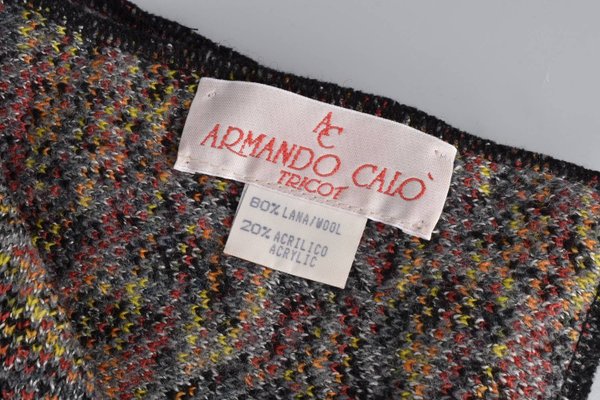 AC
ARMANDO CALO'
TRICOT
80% LANA/WOOL
20% ACRILICO
ACRYLIC